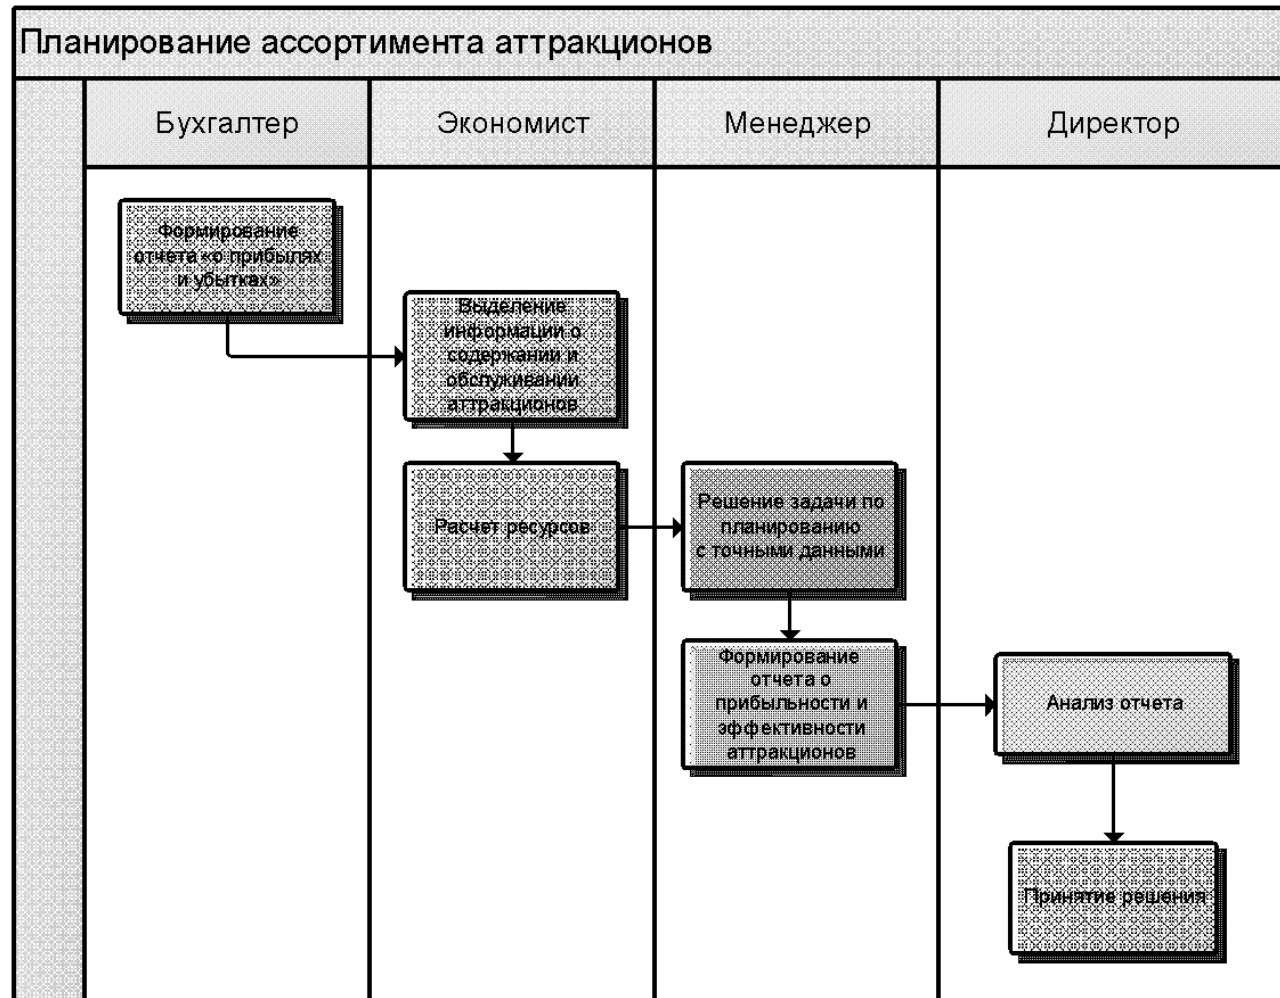 Планирование ассортимента аттракционов
Бухгалтер
Экономист
Менеджер
Директор
Формирование
отчета «о прибылях
и убытках»
Выделение
информации о
содержании и
обслуживании
аттракционов
Расчет ресурсов
Решение задачи по
планированию
с точными данными
Формирование
отчета о
прибыльности и
эффективности
аттракционов
Анализ отчета
Принятие решения